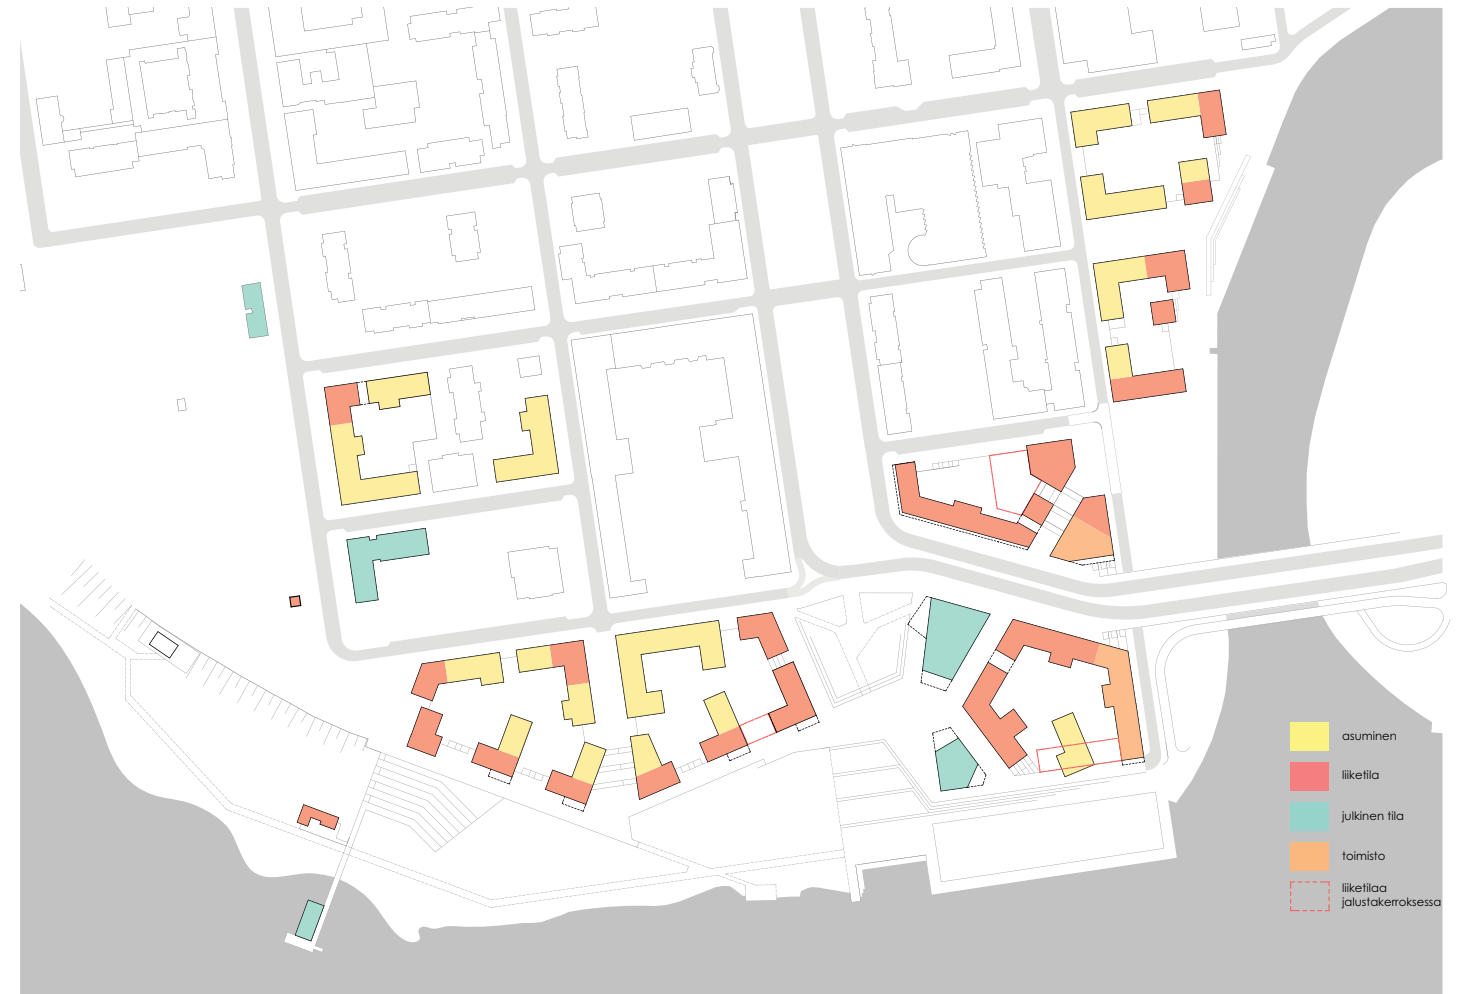 asuminen
liiketila
julkinen tila
toimisto
liiketilaa
jalustakerroksessa